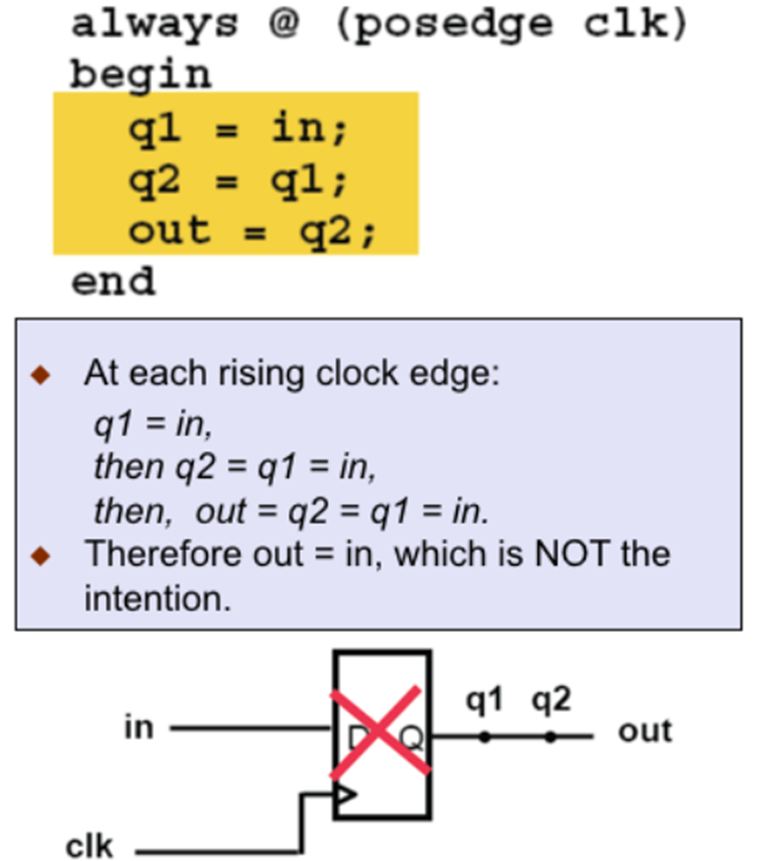 always @ (posedge clk)
begin
q1 = in;
q2 = q1;
out = q2;
end
At each rising clock edge:
q1 = in,
then q2 = q1 = in,
then, out = q2 = q1 = in.
Therefore out = in, which is NOT the
intention.
q1 q2
in D Q out
clk